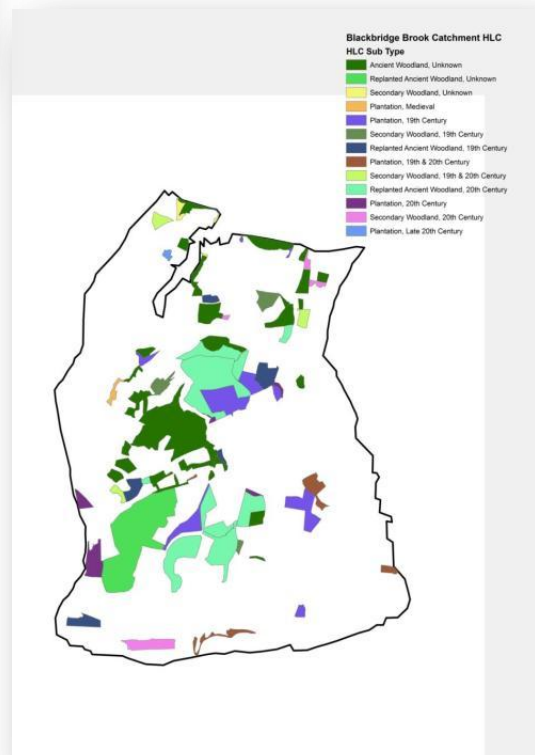 Blackbridge Brook Catchment HLC
HLC Sub Type
Ancient Woodland, Unknown
Replanted Ancient Woodland, Unknown
Secondary Woodland, Unknown
Plantation, Medieval
Plantation, 19th Century
Secondary Woodland, 19th Century
Replanted Ancient Woodland, 19th Century
Plantation, 19th & 20th Century
Secondary Woodland, 19th & 20th Century
Replanted Ancient Woodland, 20th Century
Plantation, 20th Century
Secondary Woodland, 20th Century
Plantation, Late 20th Century